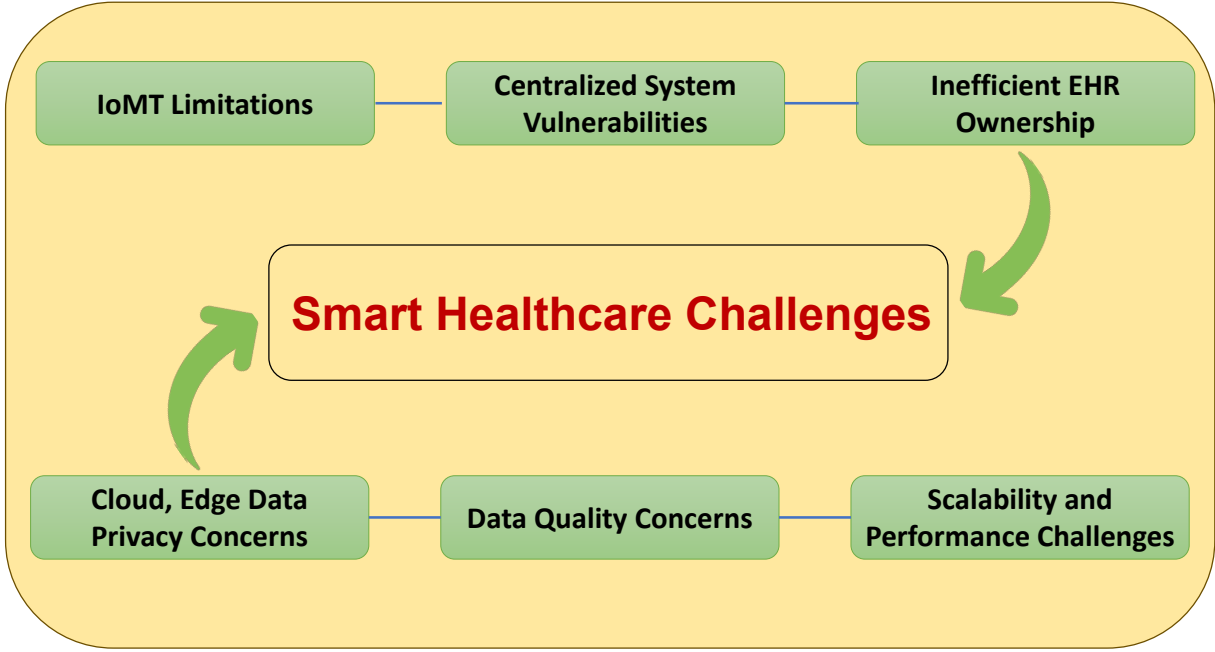 IoMT Limitations
Centralized System
Vulnerabilities
Inefficient EHR
Ownership
Smart Healthcare Challenges
Cloud, Edge Data
Privacy Concerns
Data Quality Concerns
Scalability and
Performance Challenges